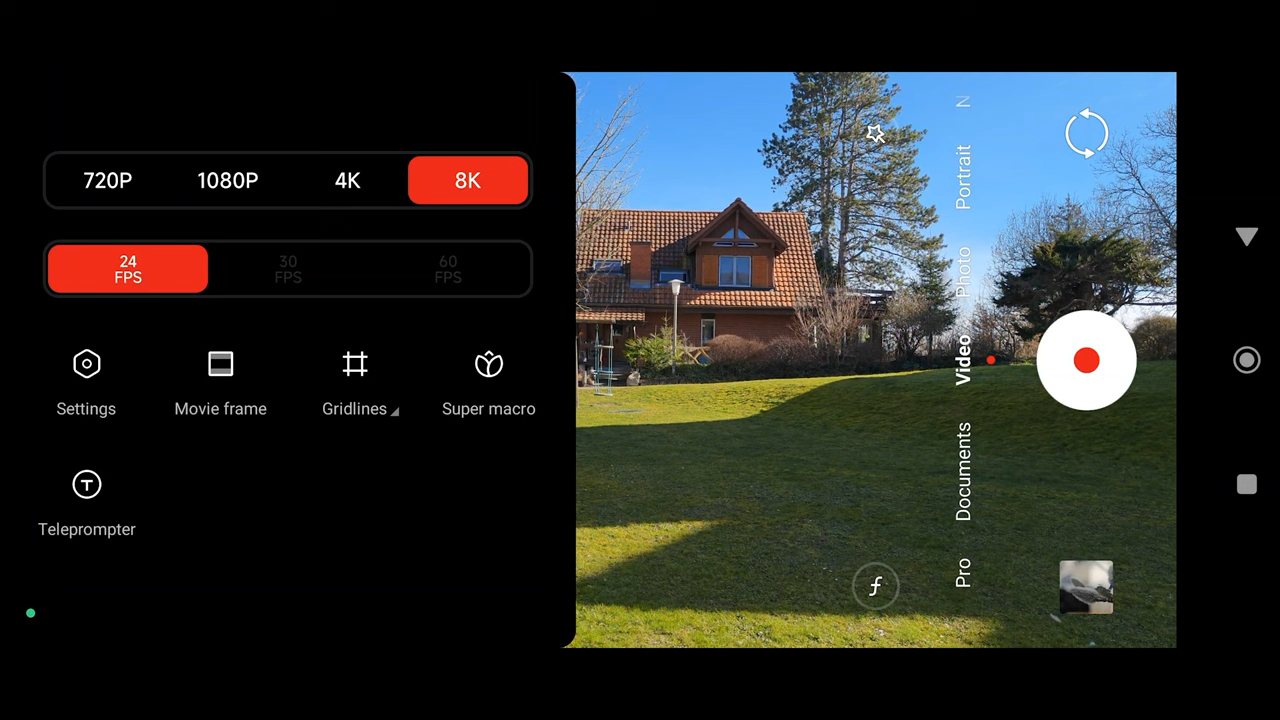 720P 1080P 4K 8K
24 30 60
FPS FPS FPS
Settings Movie frame Gridlines Super macro
T
Teleprompter
N
Portrait
Photo
Video
Documents
Pro
f